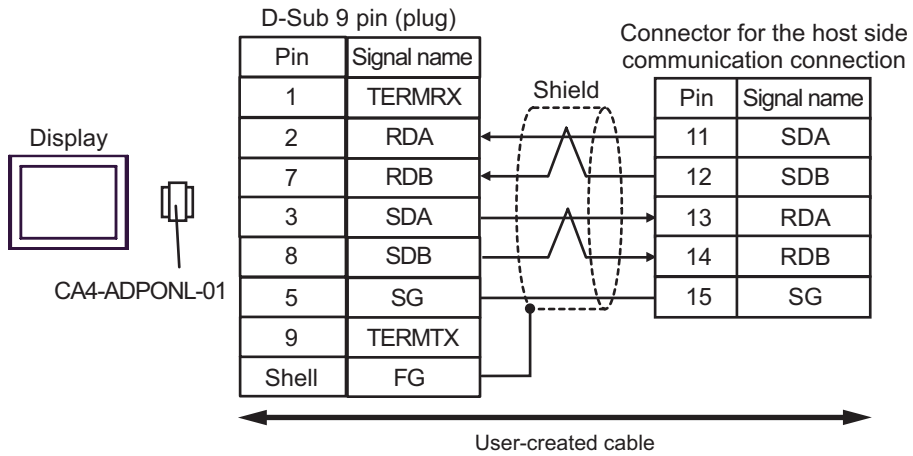 D-Sub 9 pin (plug)
Connector for the host side
communication connection
Display
CA4-ADPONL-01
Shield
Pin Signal name
1 TERMRX
2 RDA
7 RDB
3 SDA
8 SDB
5 SG
9 TERMTX
Shell FG
Pin Signal name
11 SDA
12 SDB
13 RDA
14 RDB
15 SG
User-created cable